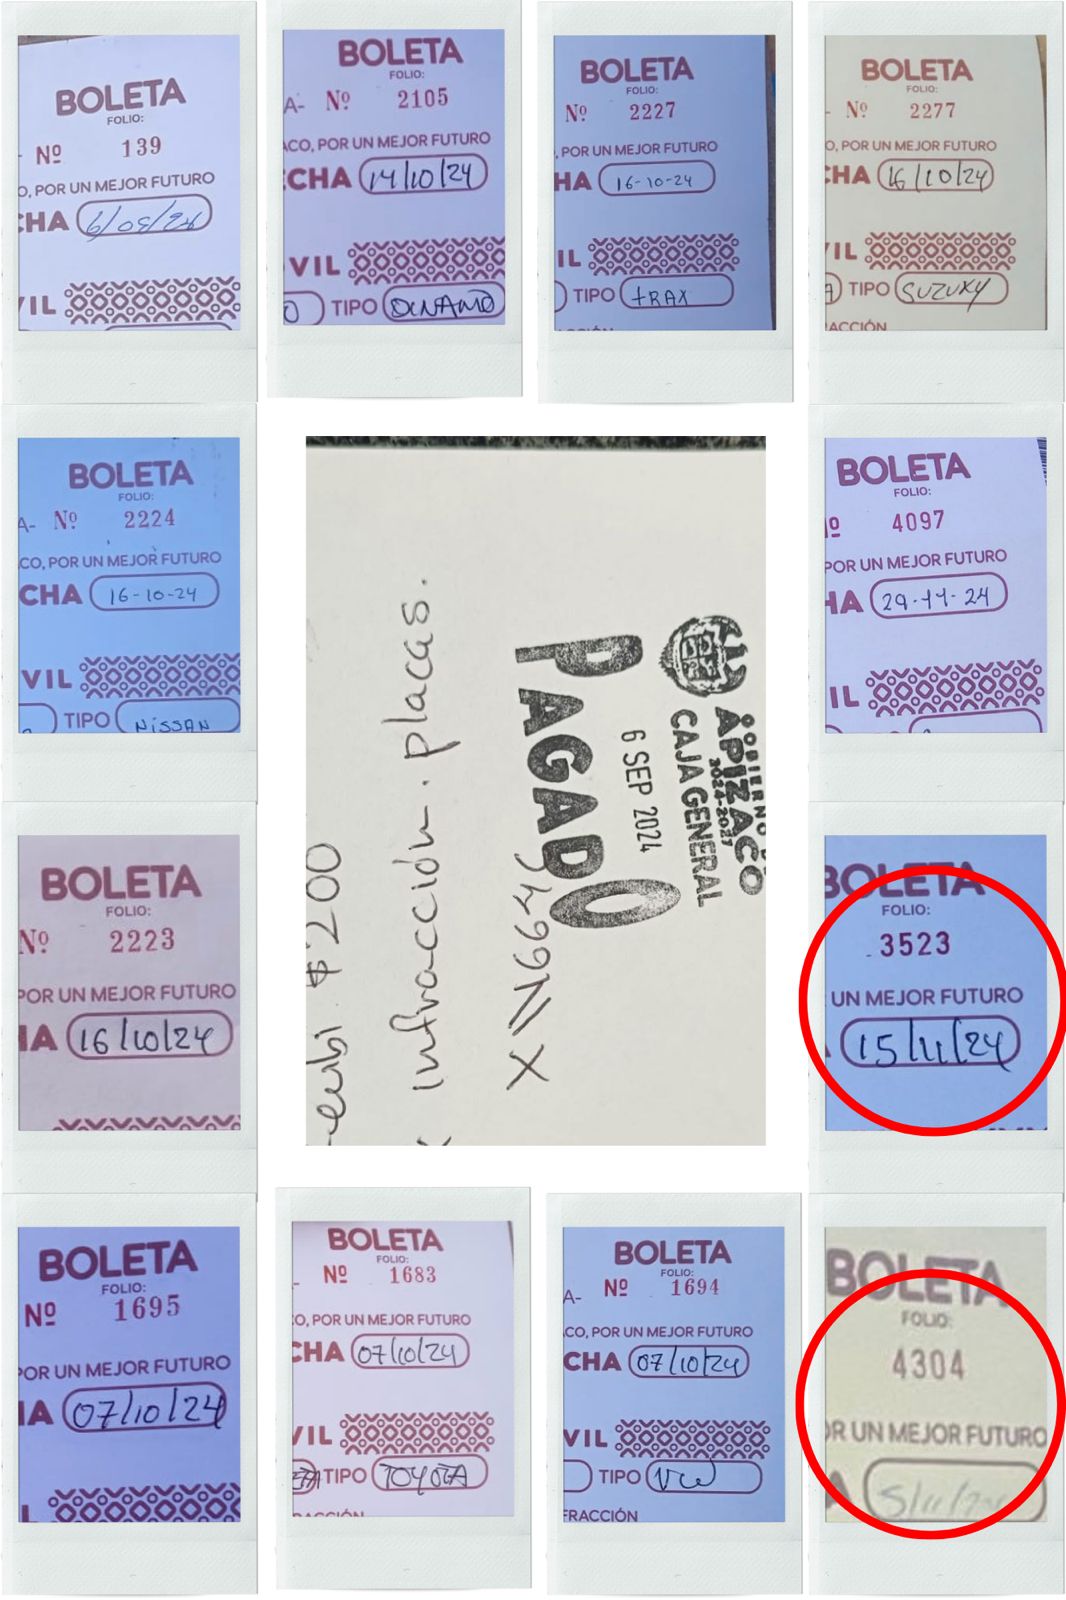 BOLETA
FOLIO:
Nº 139
O, POR UN MEJOR FUTURO
CHA
VIL
BOLETA
FOLIO:
A- Nº 2105
ACO, POR UN MEJOR FUTURO
CHA 14/10/24
VIL
O TIPO DINAMO
BOLETA
FOLIO:
Nº 2227
, POR UN MEJOR FUTURO
HA 16-10-24
IL
TIPO tRAX
BOLETA
FOLIO:
- Nº 2277
O, POR UN MEJOR FUTURO
CHA 16/10/24
IL
TIPO SUZUKY
ACCIÓN
BOLETA
FOLIO:
A- Nº 2224
CO, POR UN MEJOR FUTURO
CHA 16-10-24
VIL
TIPO NiSSAN
infracción. placas.
$200
PAGADO
6 SEP 2024
GOBIERNO DE
APIZACO
2024-2027
CAJA GENERAL
BOLETA
FOLIO:
Nº 4097
POR UN MEJOR FUTURO
HA 29-11-24
IL
BOLETA
FOLIO:
Nº 2223
POR UN MEJOR FUTURO
HA 16/10/24
BOLETA
FOLIO:
3523
UN MEJOR FUTURO
15/11/24
BOLETA
FOLIO:
Nº 1695
POR UN MEJOR FUTURO
HA 07/10/24
BOLETA
FOLIO:
Nº 1683
CO, POR UN MEJOR FUTURO
CHA 07/10/24
VIL
TIPO TOYOTA
BOLETA
FOLIO:
A- Nº 1694
CO, POR UN MEJOR FUTURO
CHA 07/10/24
VIL
TIPO VW
FRACCIÓN
BOLETA
FOLIO:
4304
OR UN MEJOR FUTURO
A